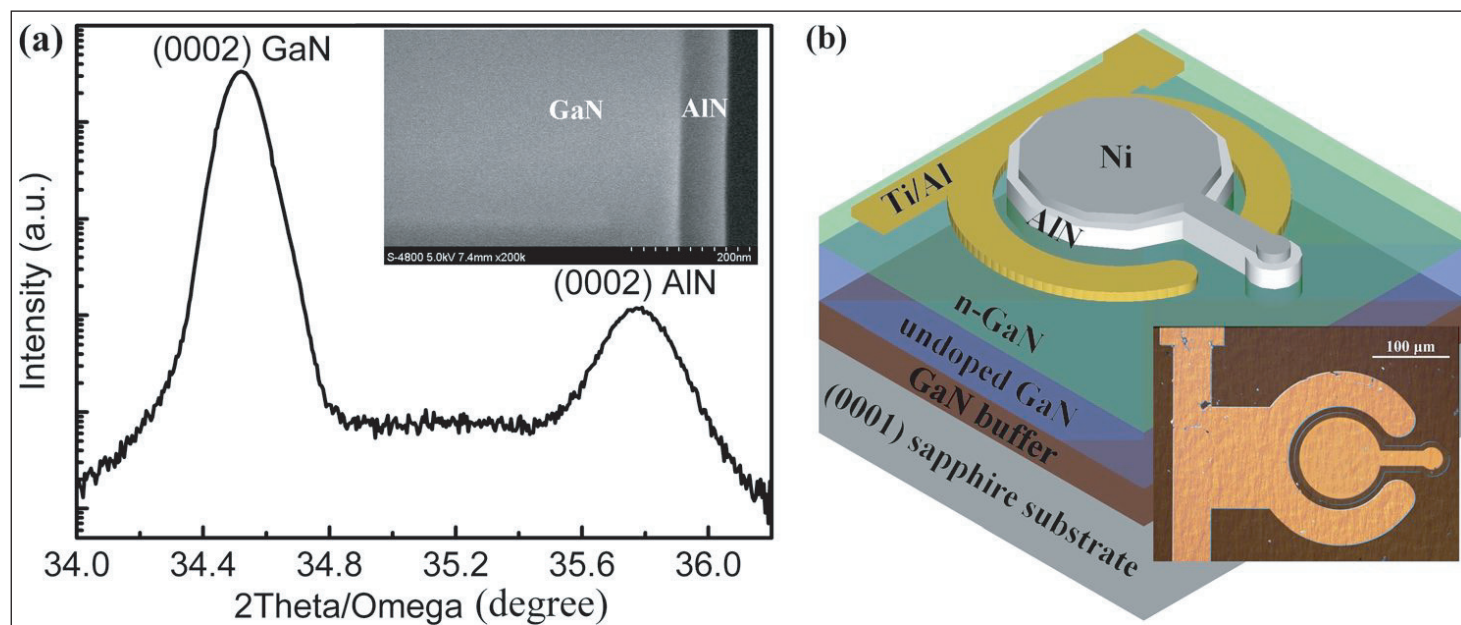 (a)
(0002) GaN
GaN
AlN
S-4800 5.0kV 7.4mm x200k
200nm
(0002) AlN
Intensity (a.u.)
34.0
34.4
34.8
35.2
35.6
36.0
2Theta/Omega (degree)
(b)
Ni
Ti/Al
AlN
n-GaN
undoped GaN
GaN buffer
(0001) sapphire substrate
100 μm